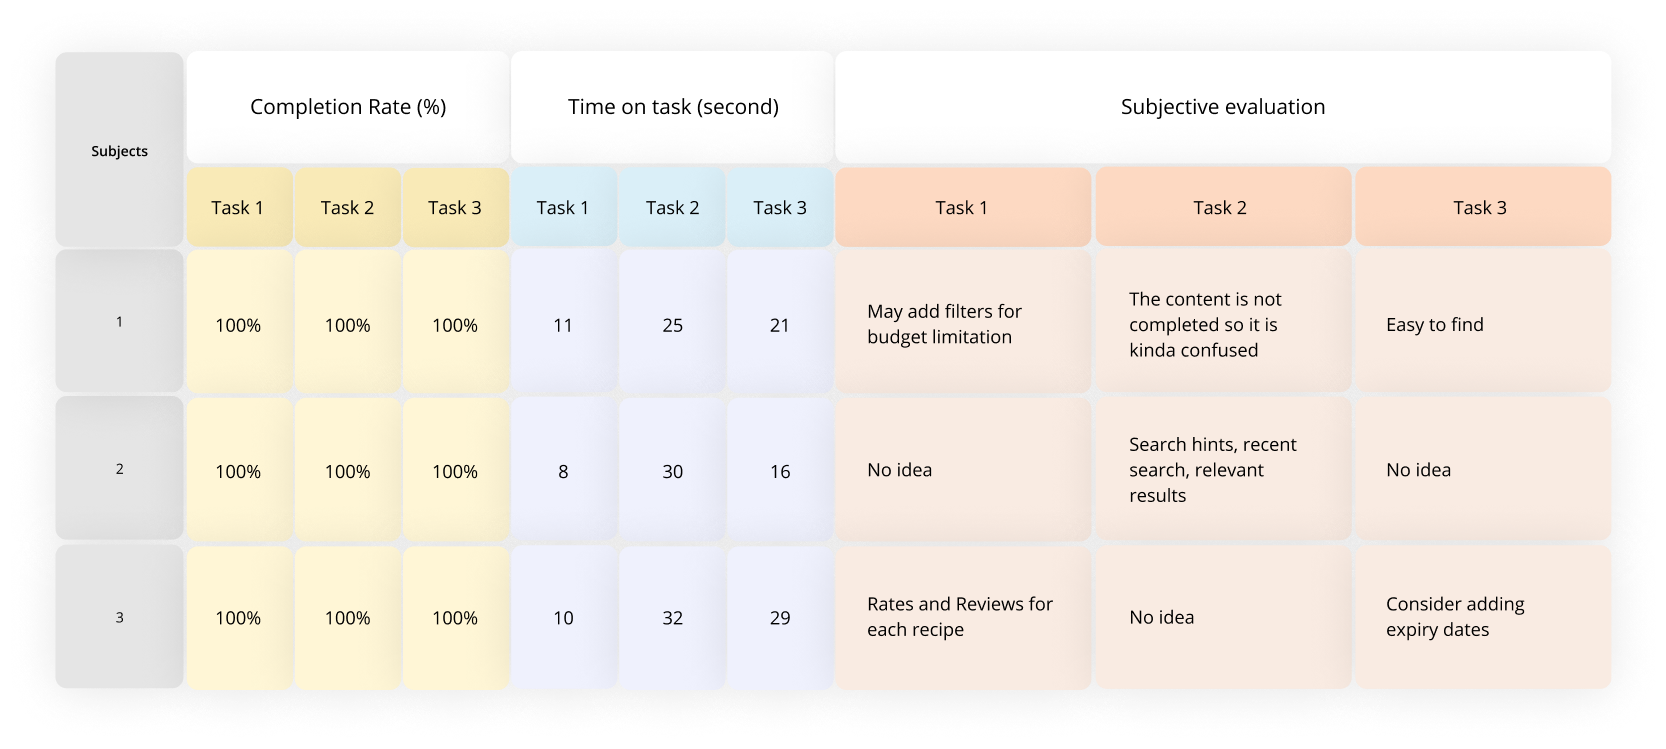 Subjects
Completion Rate (%)
Time on task (second)
Subjective evaluation
Task 1
Task 2
Task 3
Task 1
Task 2
Task 3
Task 1
Task 2
Task 3
1
100%
100%
100%
11
25
21
May add filters for
budget limitation
The content is not
completed so it is
kinda confused
Easy to find
2
100%
100%
100%
8
30
16
No idea
Search hints, recent
search, relevant
results
No idea
3
100%
100%
100%
10
32
29
Rates and Reviews for
each recipe
No idea
Consider adding
expiry dates